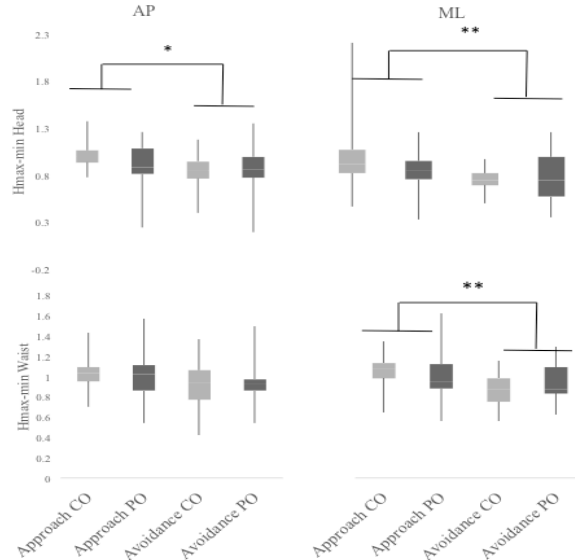 AP
ML
Hmax-min Head
2.3
1.8
1.3
0.8
0.3
-0.2
*
**
Hmax-min Waist
1.8
1.6
1.4
1.2
1
0.8
0.6
0.4
0.2
0
**
Approach CO
Approach PO
Avoidance CO
Avoidance PO
Approach CO
Approach PO
Avoidance CO
Avoidance PO